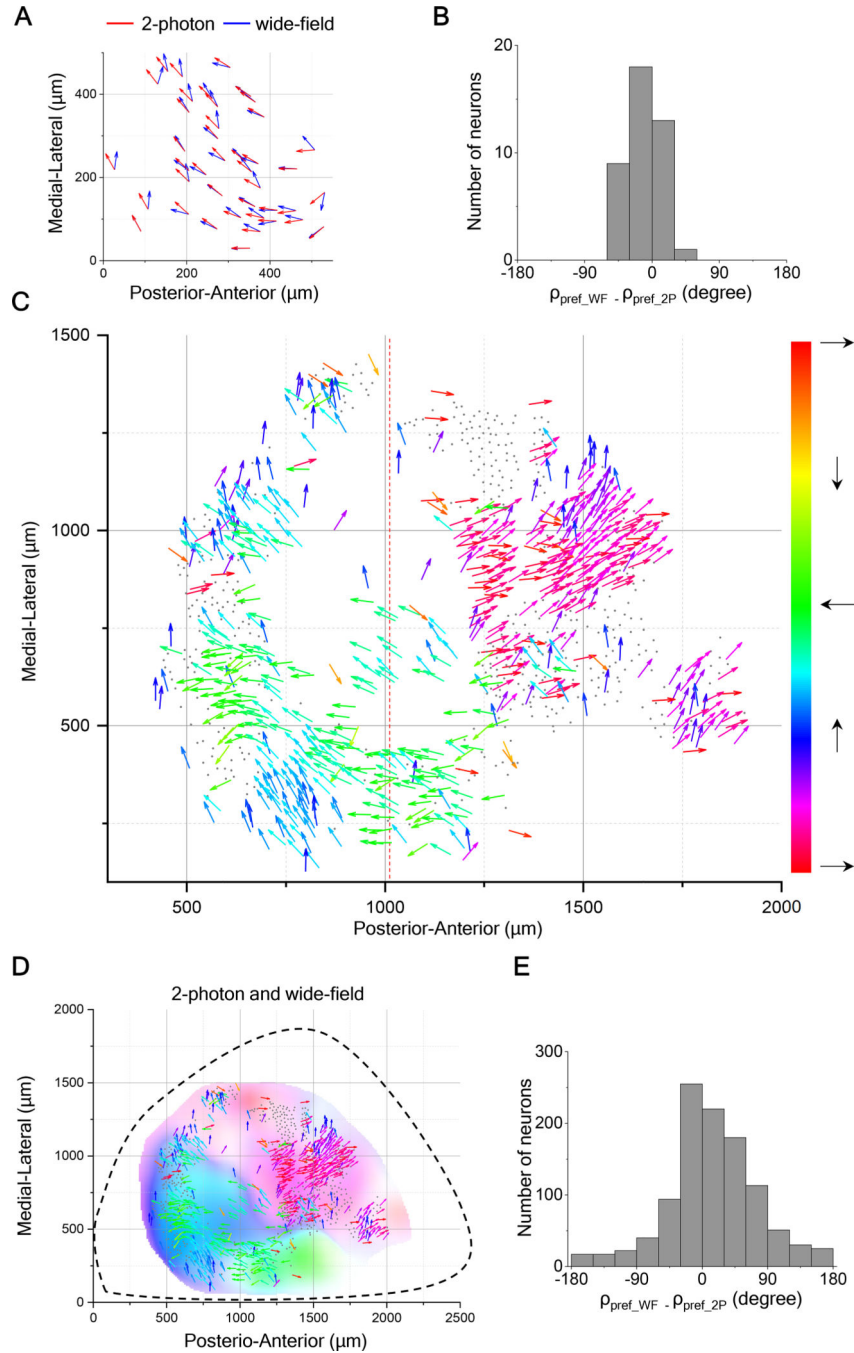 A
2-photon wide-field
Medial-Lateral (µm)
400
200
0
0 200 400
Posterior-Anterior (µm)
B
Number of neurons
20
10
0
-180 -90 0 90 180
ρpref_WF - ρpref_2P (degree)
C
Medial-Lateral (µm)
1500
1000
500
500 1000 1500 2000
Posterior-Anterior (µm)
D
2-photon and wide-field
Medial-Lateral (µm)
2000
1500
1000
500
0
0 500 1000 1500 2000 2500
Posterio-Anterior (µm)
E
Number of neurons
300
200
100
0
-180 -90 0 90 180
ρpref_WF - ρpref_2P (degree)